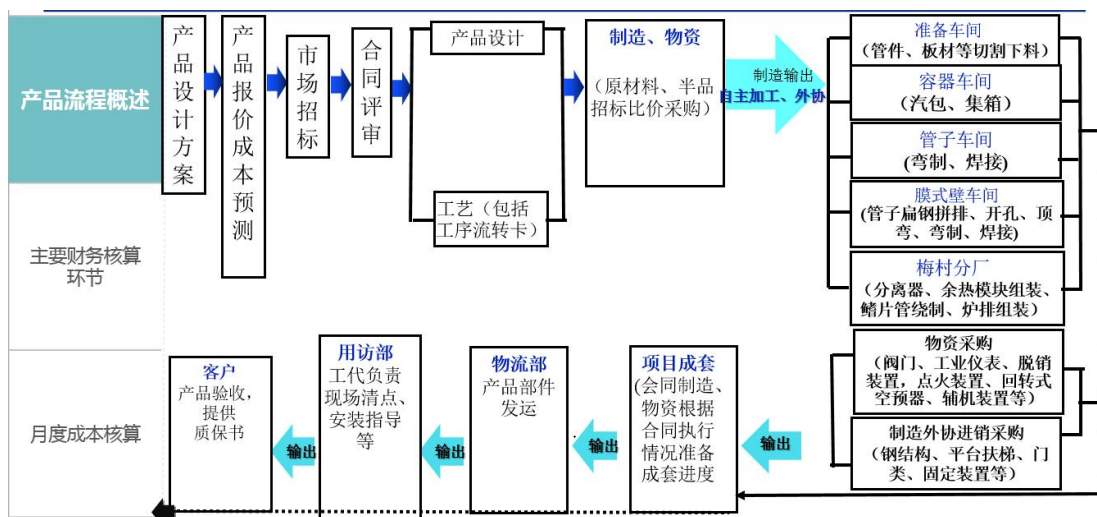 产品流程概述
主要财务核算
环节
月度成本核算
产品设计方案
产品报价成本预测
市场招标
合同评审
产品设计
工艺（包括
工序流转卡）
制造、物资
（原材料、半品
招标比价采购）
制造输出
自主加工、外协
准备车间
（管件、板材等切割下料）
容器车间
（汽包、集箱）
管子车间
(弯制、焊接)
膜式壁车间
(管子扁钢拼排、开孔、顶
弯、弯制、焊接)
梅村分厂
（分离器、余热模块组装、
鳍片管绕制、炉排组装）
物资采购
（阀门、工业仪表、脱销
装置，点火装置、回转式
空预器、辅机装置等）
制造外协进销采购
（钢结构、平台扶梯、门
类、固定装置等）
输出
项目成套
(会同制造、
物资根据
合同执行
情况准备
成套进度
输出
物流部
产品部件
发运
输出
用访部
工代负责
现场清点、
安装指导
等
输出
客户
产品验收，
提供
质保书